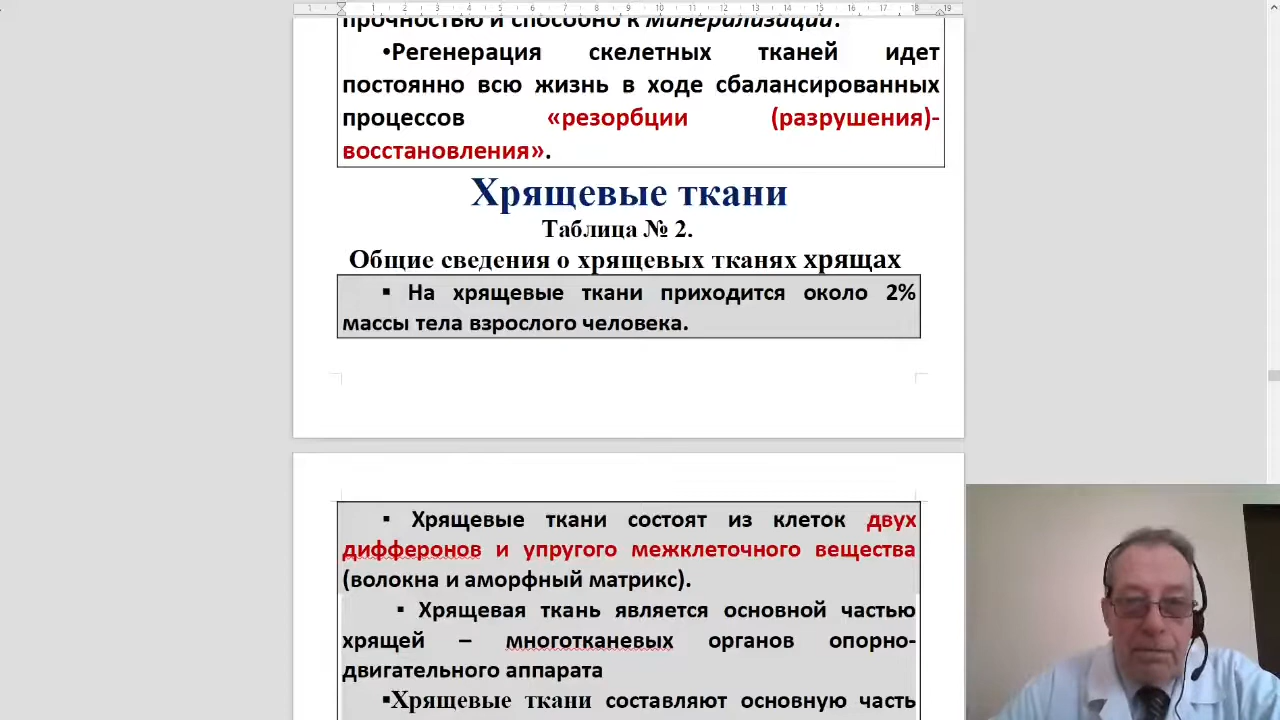 прочностью и способно к минерализации.
•Регенерация скелетных тканей идет
постоянно всю жизнь в ходе сбалансированных
процессов «резорбции (разрушения)-
восстановления».
Хрящевые ткани
Таблица № 2.
Общие сведения о хрящевых тканях хрящах
▪ На хрящевые ткани приходится около 2%
массы тела взрослого человека.
▪ Хрящевые ткани состоят из клеток двух
дифферонов и упругого межклеточного вещества
(волокна и аморфный матрикс).
▪ Хрящевая ткань является основной частью
хрящей – многотканевых органов опорно-
двигательного аппарата
▪Хрящевые ткани составляют основную часть